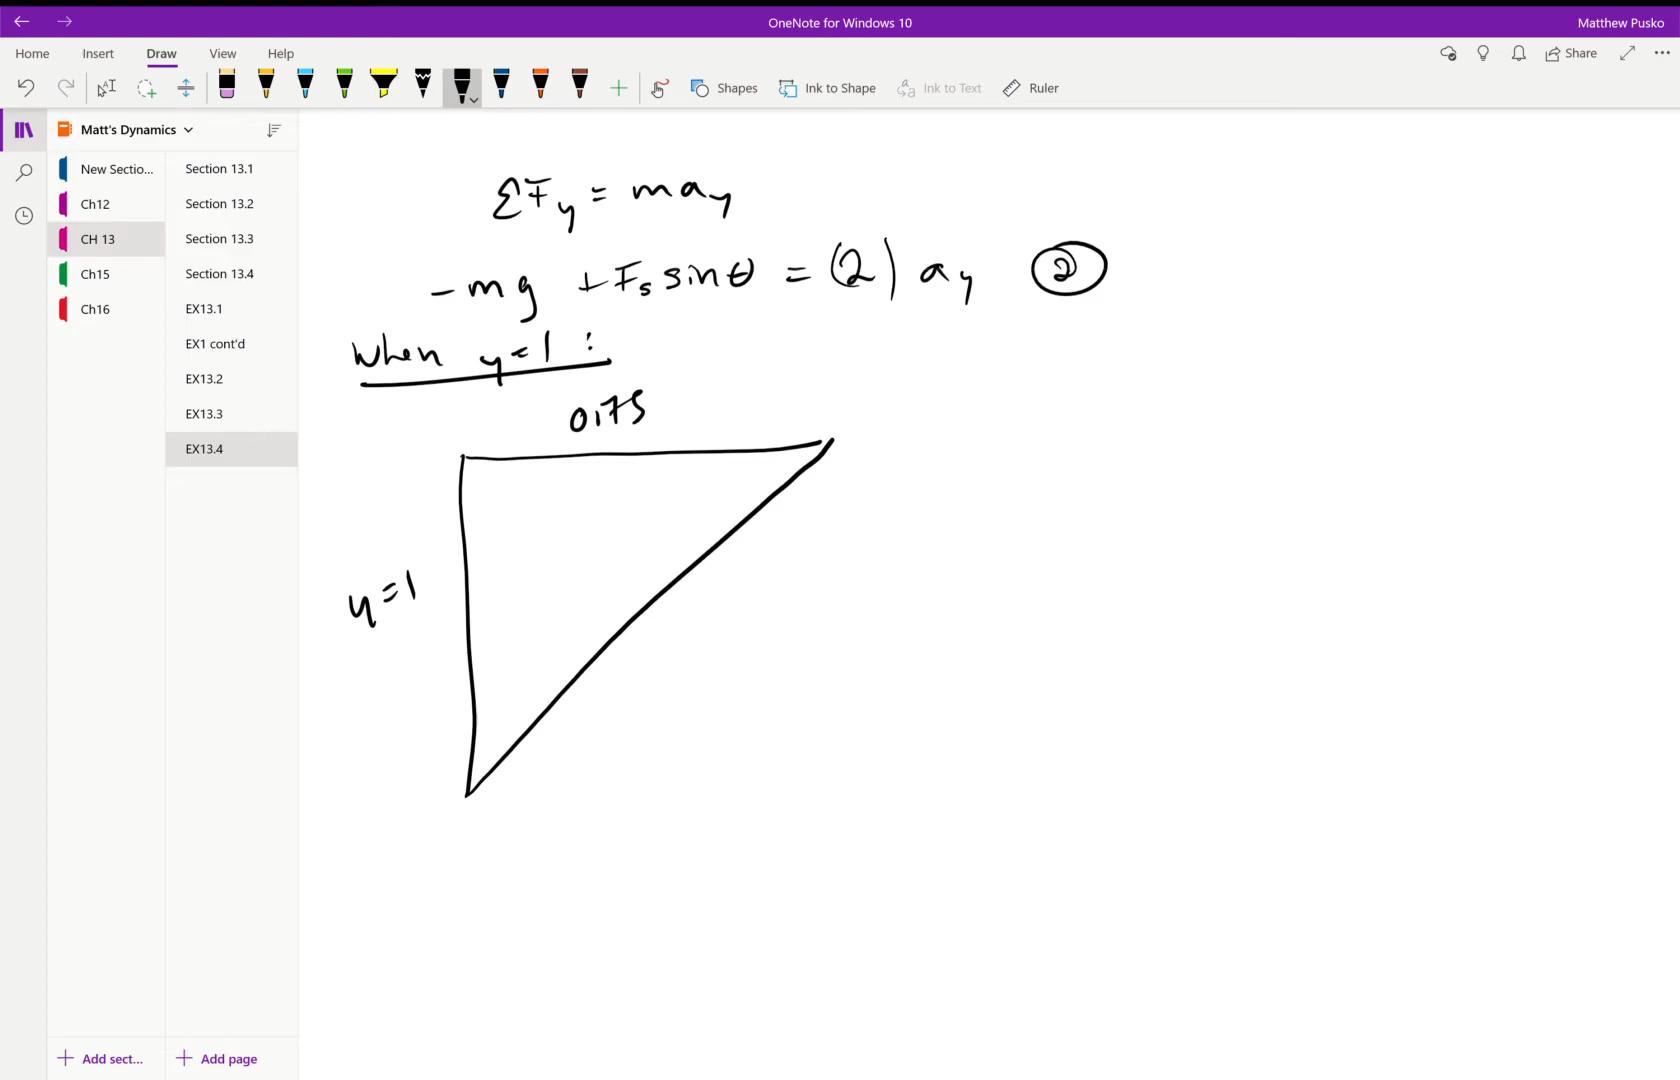 OneNote for Windows 10
Matthew Pusko
Home Insert Draw View Help
Share
Shapes Ink to Shape Ink to Text Ruler
Matt's Dynamics
New Sectio...
Ch12
CH 13
Ch15
Ch16
Section 13.1
Section 13.2
Section 13.3
Section 13.4
EX13.1
EX1 cont'd
EX13.2
EX13.3
EX13.4
ΣFy = may
-mg +Fs sinθ = (2) ay ②
When y=1 :
0.75
y=1
Add sect...
Add page